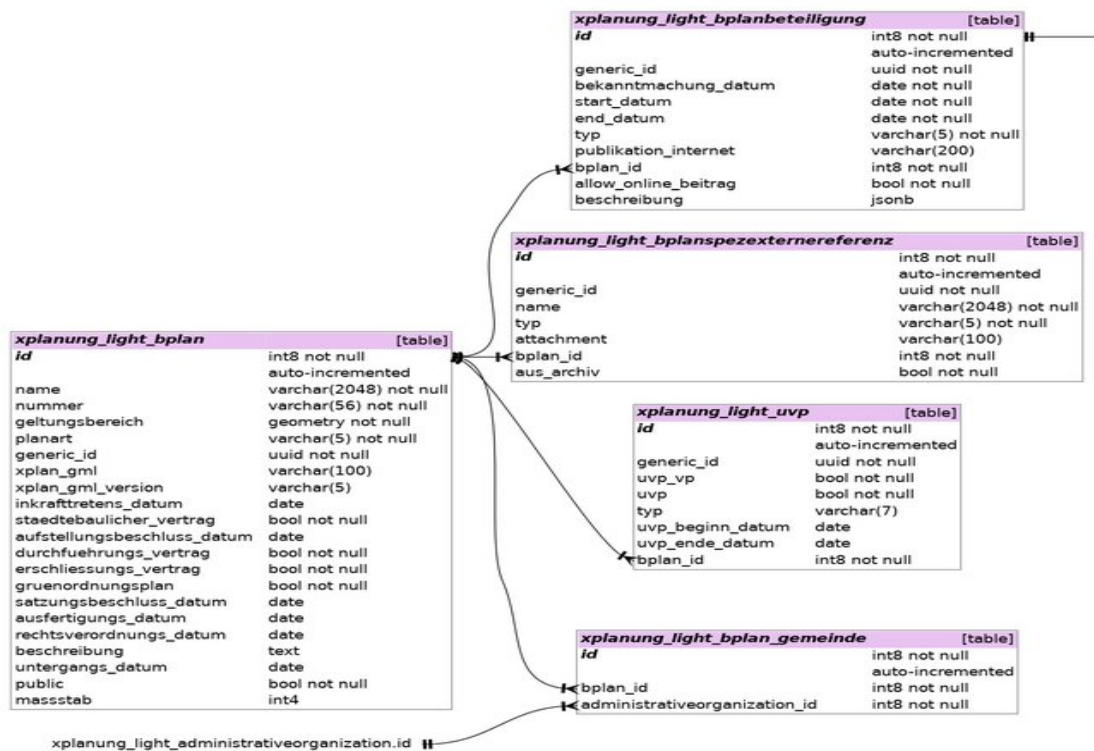 xplanung_light_bplanbeteiligung [table]
id int8 not null
auto-incremented
generic_id uuid not null
bekanntmachung_datum date not null
start_datum date not null
end_datum date not null
typ varchar(5) not null
publikation_internet varchar(200)
bplan_id int8 not null
allow_online_beitrag bool not null
beschreibung jsonb
xplanung_light_bplanspezexternereferenz [table]
id int8 not null
auto-incremented
generic_id uuid not null
name varchar(2048) not null
typ varchar(5) not null
attachment varchar(100)
bplan_id int8 not null
aus_archiv bool not null
xplanung_light_bplan [table]
id int8 not null
auto-incremented
name varchar(2048) not null
nummer varchar(56) not null
geltungsbereich geometry not null
planart varchar(5) not null
generic_id uuid not null
xplan_gml varchar(100)
xplan_gml_version varchar(5)
inkrafttretens_datum date
staedtebaulicher_vertrag bool not null
aufstellungsbeschluss_datum date
durchfuehrungs_vertrag bool not null
erschliessungs_vertrag bool not null
gruenordnungsplan bool not null
satzungsbeschluss_datum date
ausfertigungs_datum date
rechtsverordnungs_datum date
beschreibung text
untergangs_datum date
public bool not null
massstab int4
xplanung_light_uvp [table]
id int8 not null
auto-incremented
generic_id uuid not null
uvp_vp bool not null
uvp bool not null
typ varchar(7)
uvp_beginn_datum date
uvp_ende_datum date
bplan_id int8 not null
xplanung_light_bplan_gemeinde [table]
id int8 not null
auto-incremented
bplan_id int8 not null
administrativeorganization_id int8 not null
xplanung_light_administrativeorganization.id